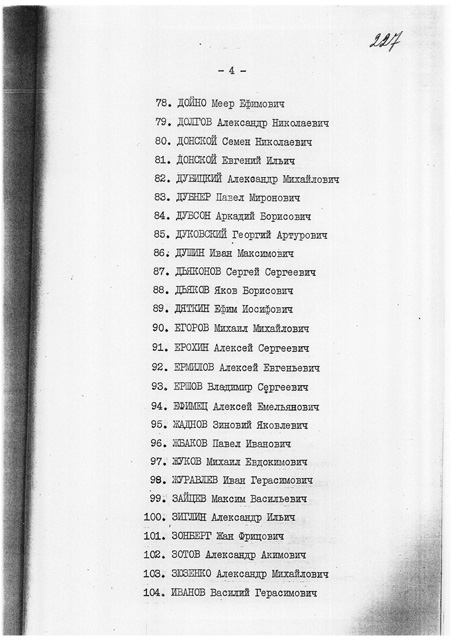 227
- 4 -
78. ДОЙНО Меер Ефимович
79. ДОЛГОВ Александр Николаевич
80. ДОНСКОЙ Семен Николаевич
81. ДОНСКОЙ Евгений Ильич
82. ДУБИЦКИЙ Александр Михайлович
83. ДУБНЕР Павел Миронович
84. ДУБСОН Аркадий Борисович
85. ДУКОВСКИЙ Георгий Артурович
86. ДУШИН Иван Максимович
87. ДЬЯКОНОВ Сергей Сергеевич
88. ДЬЯКОВ Яков Борисович
89. ДЯТКИН Ефим Иосифович
90. ЕГОРОВ Михаил Михайлович
91. ЕРОХИН Алексей Сергеевич
92. ЕРМИЛОВ Алексей Евгеньевич
93. ЕРШОВ Владимир Сергеевич
94. ЕФИМЕЦ Алексей Емельянович
95. ЖАДНОВ Зиновий Яковлевич
96. ЖБАКОВ Павел Иванович
97. ЖУКОВ Михаил Евдокимович
98. ЖУРАВЛЕВ Иван Герасимович
99. ЗАЙЦЕВ Максим Васильевич
100. ЗИГЛИН Александр Ильич
101. ЗОНБЕРГ Жан Фрицович
102. ЗОТОВ Александр Акимович
103. ЗЮЗЕНКО Александр Михайлович
104. ИВАНОВ Василий Герасимович